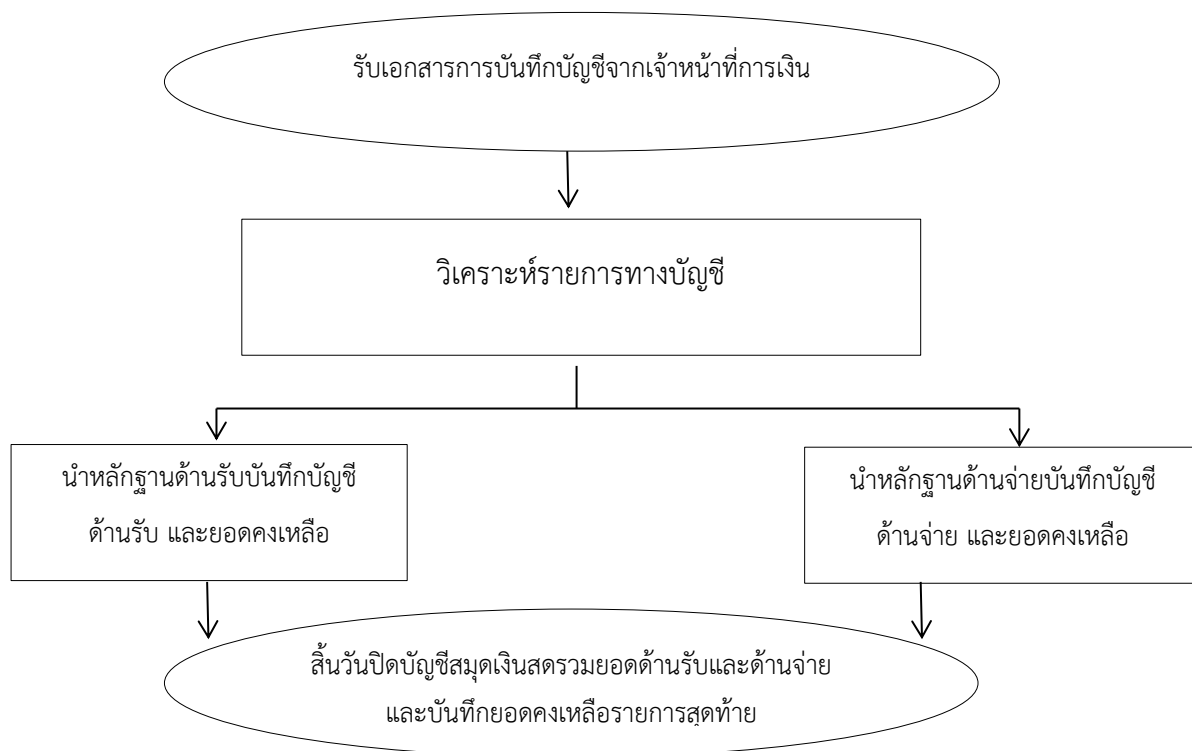 รับเอกสารการบันทึกบัญชีจากเจ้าหน้าที่การเงิน
วิเคราะห์รายการทางบัญชี
นำหลักฐานด้านรับบันทึกบัญชี
ด้านรับ และยอดคงเหลือ
นำหลักฐานด้านจ่ายบันทึกบัญชี
ด้านจ่าย และยอดคงเหลือ
สิ้นวันปิดบัญชีสมุดเงินสดรวมยอดด้านรับและด้านจ่าย
และบันทึกยอดคงเหลือรายการสุดท้าย